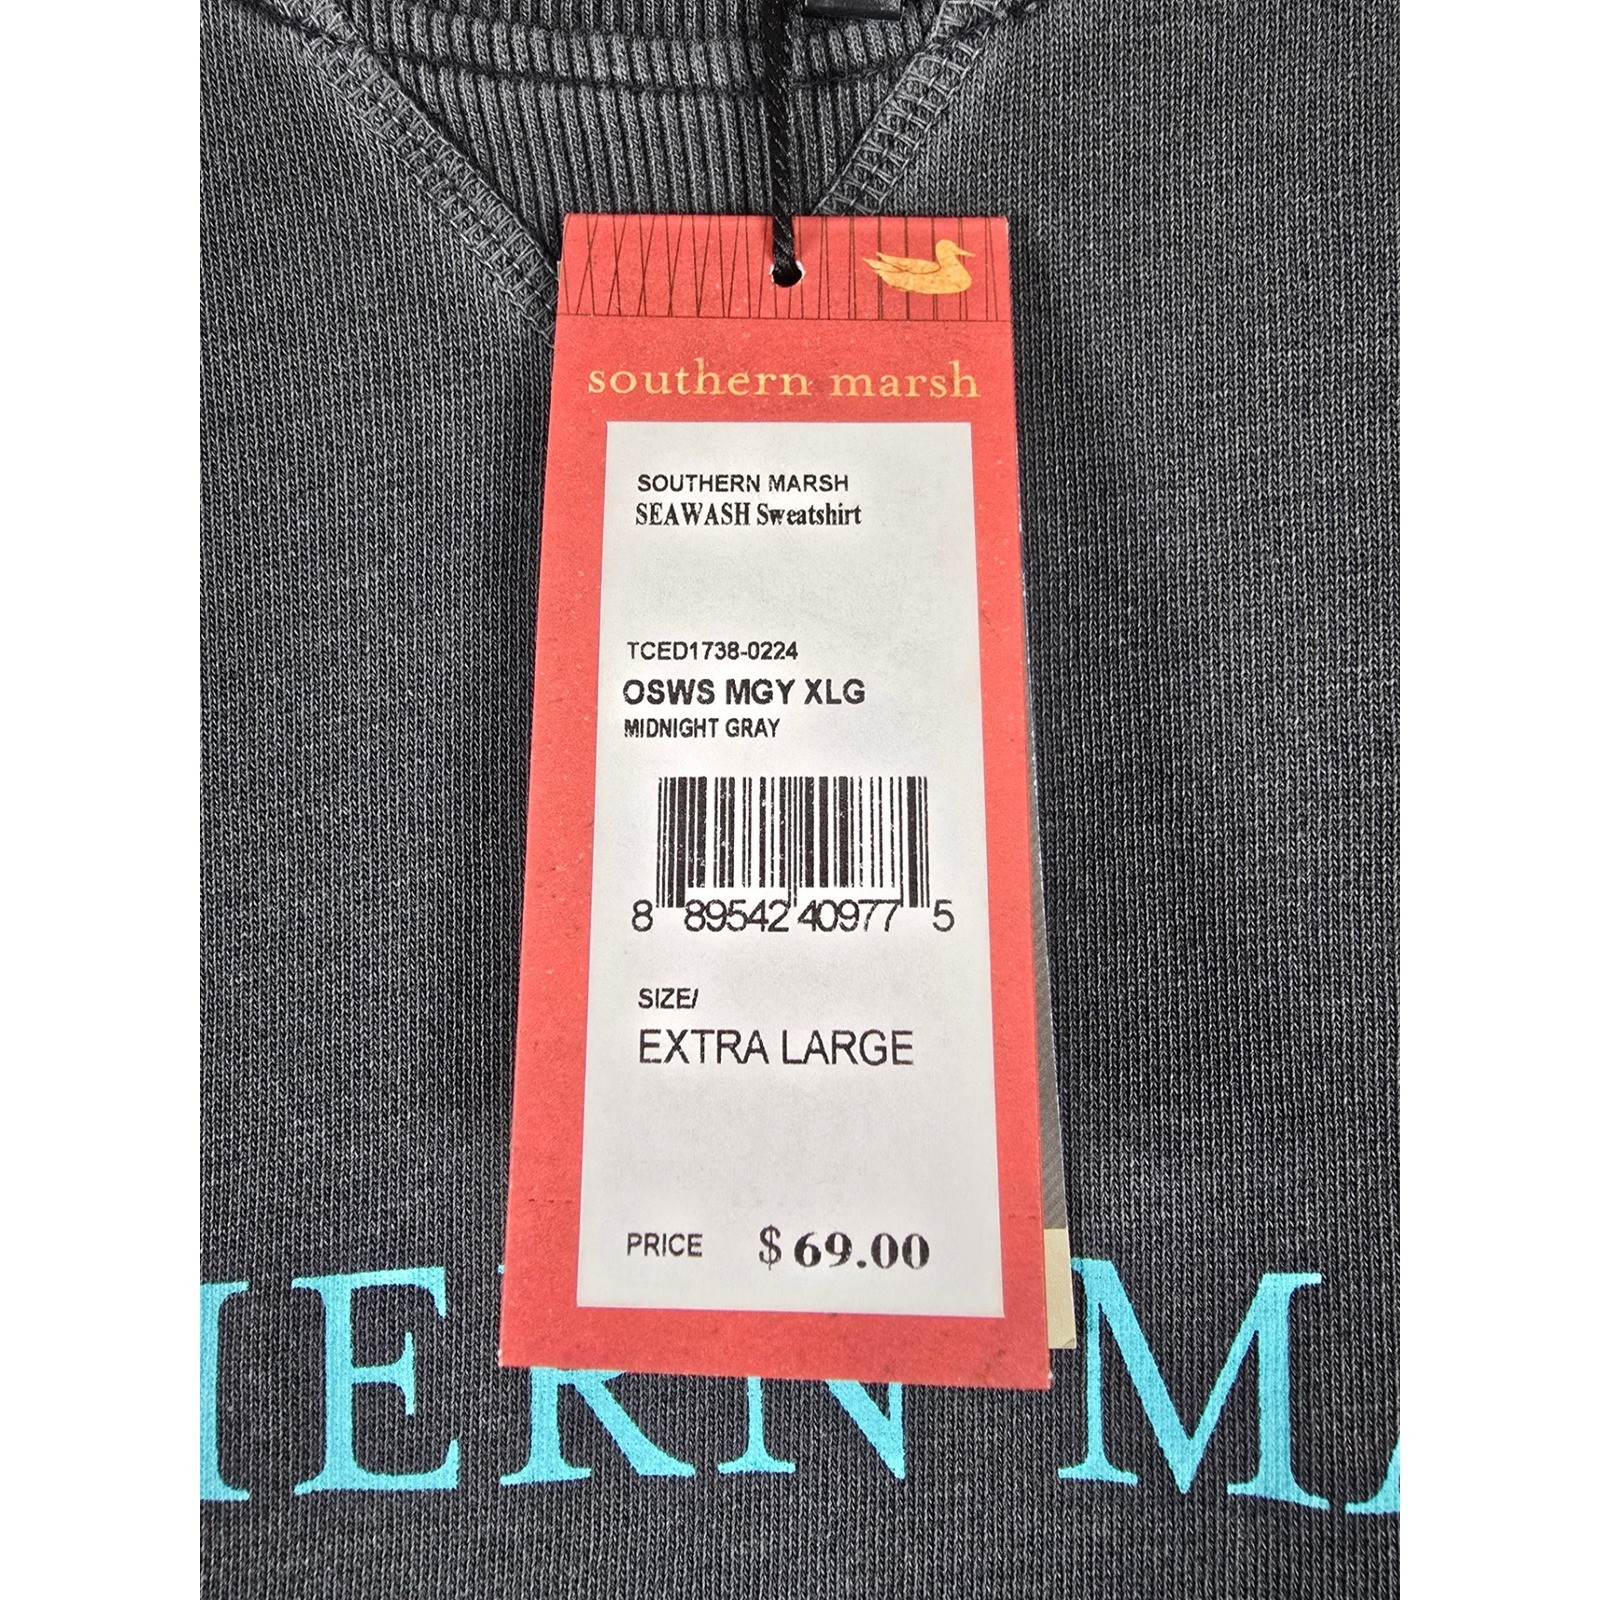 southern marsh
SOUTHERN MARSH
SEAWASH Sweatshirt
TCED1738-0224
OSWS MGY XLG
MIDNIGHT GRAY
8 89542 40977 5
SIZE/
EXTRA LARGE
PRICE $ 69.00
HERN MA